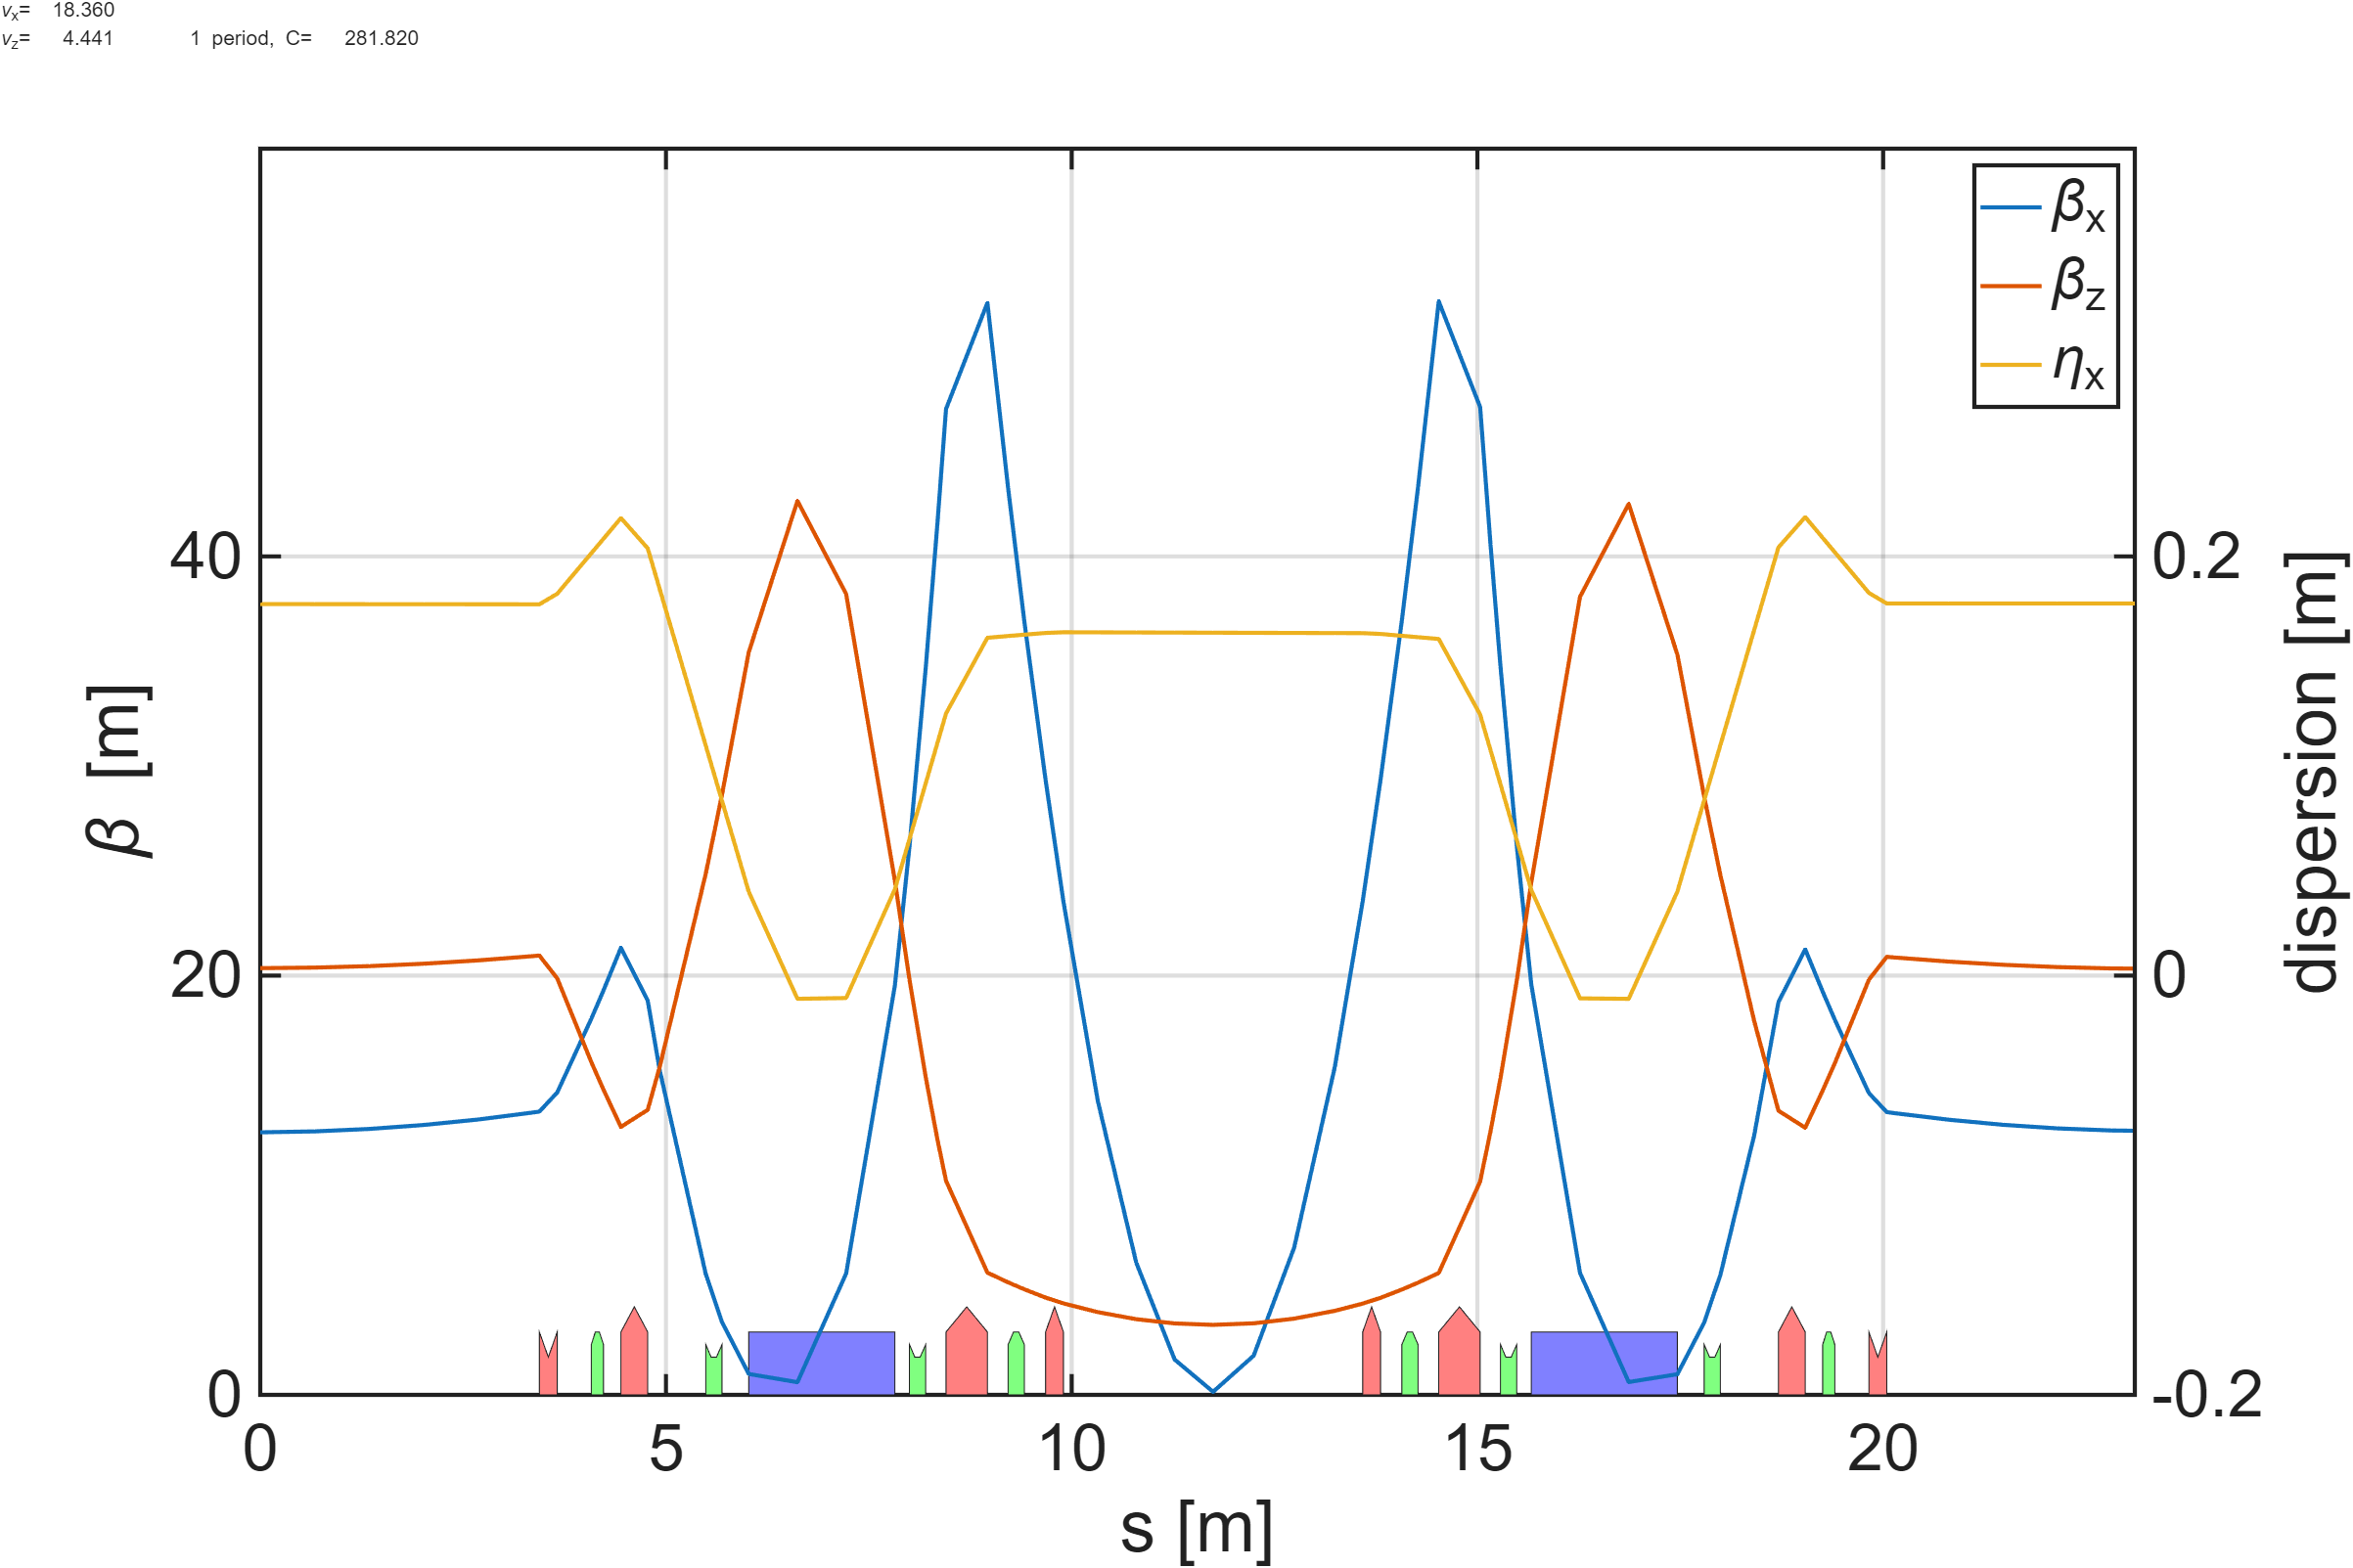 νx= 18.360
νz= 4.441 1 period, C= 281.820
βx
βz
ηx
40
20
0
0.2
0
-0.2
β [m]
dispersion [m]
0 5 10 15 20
s [m]